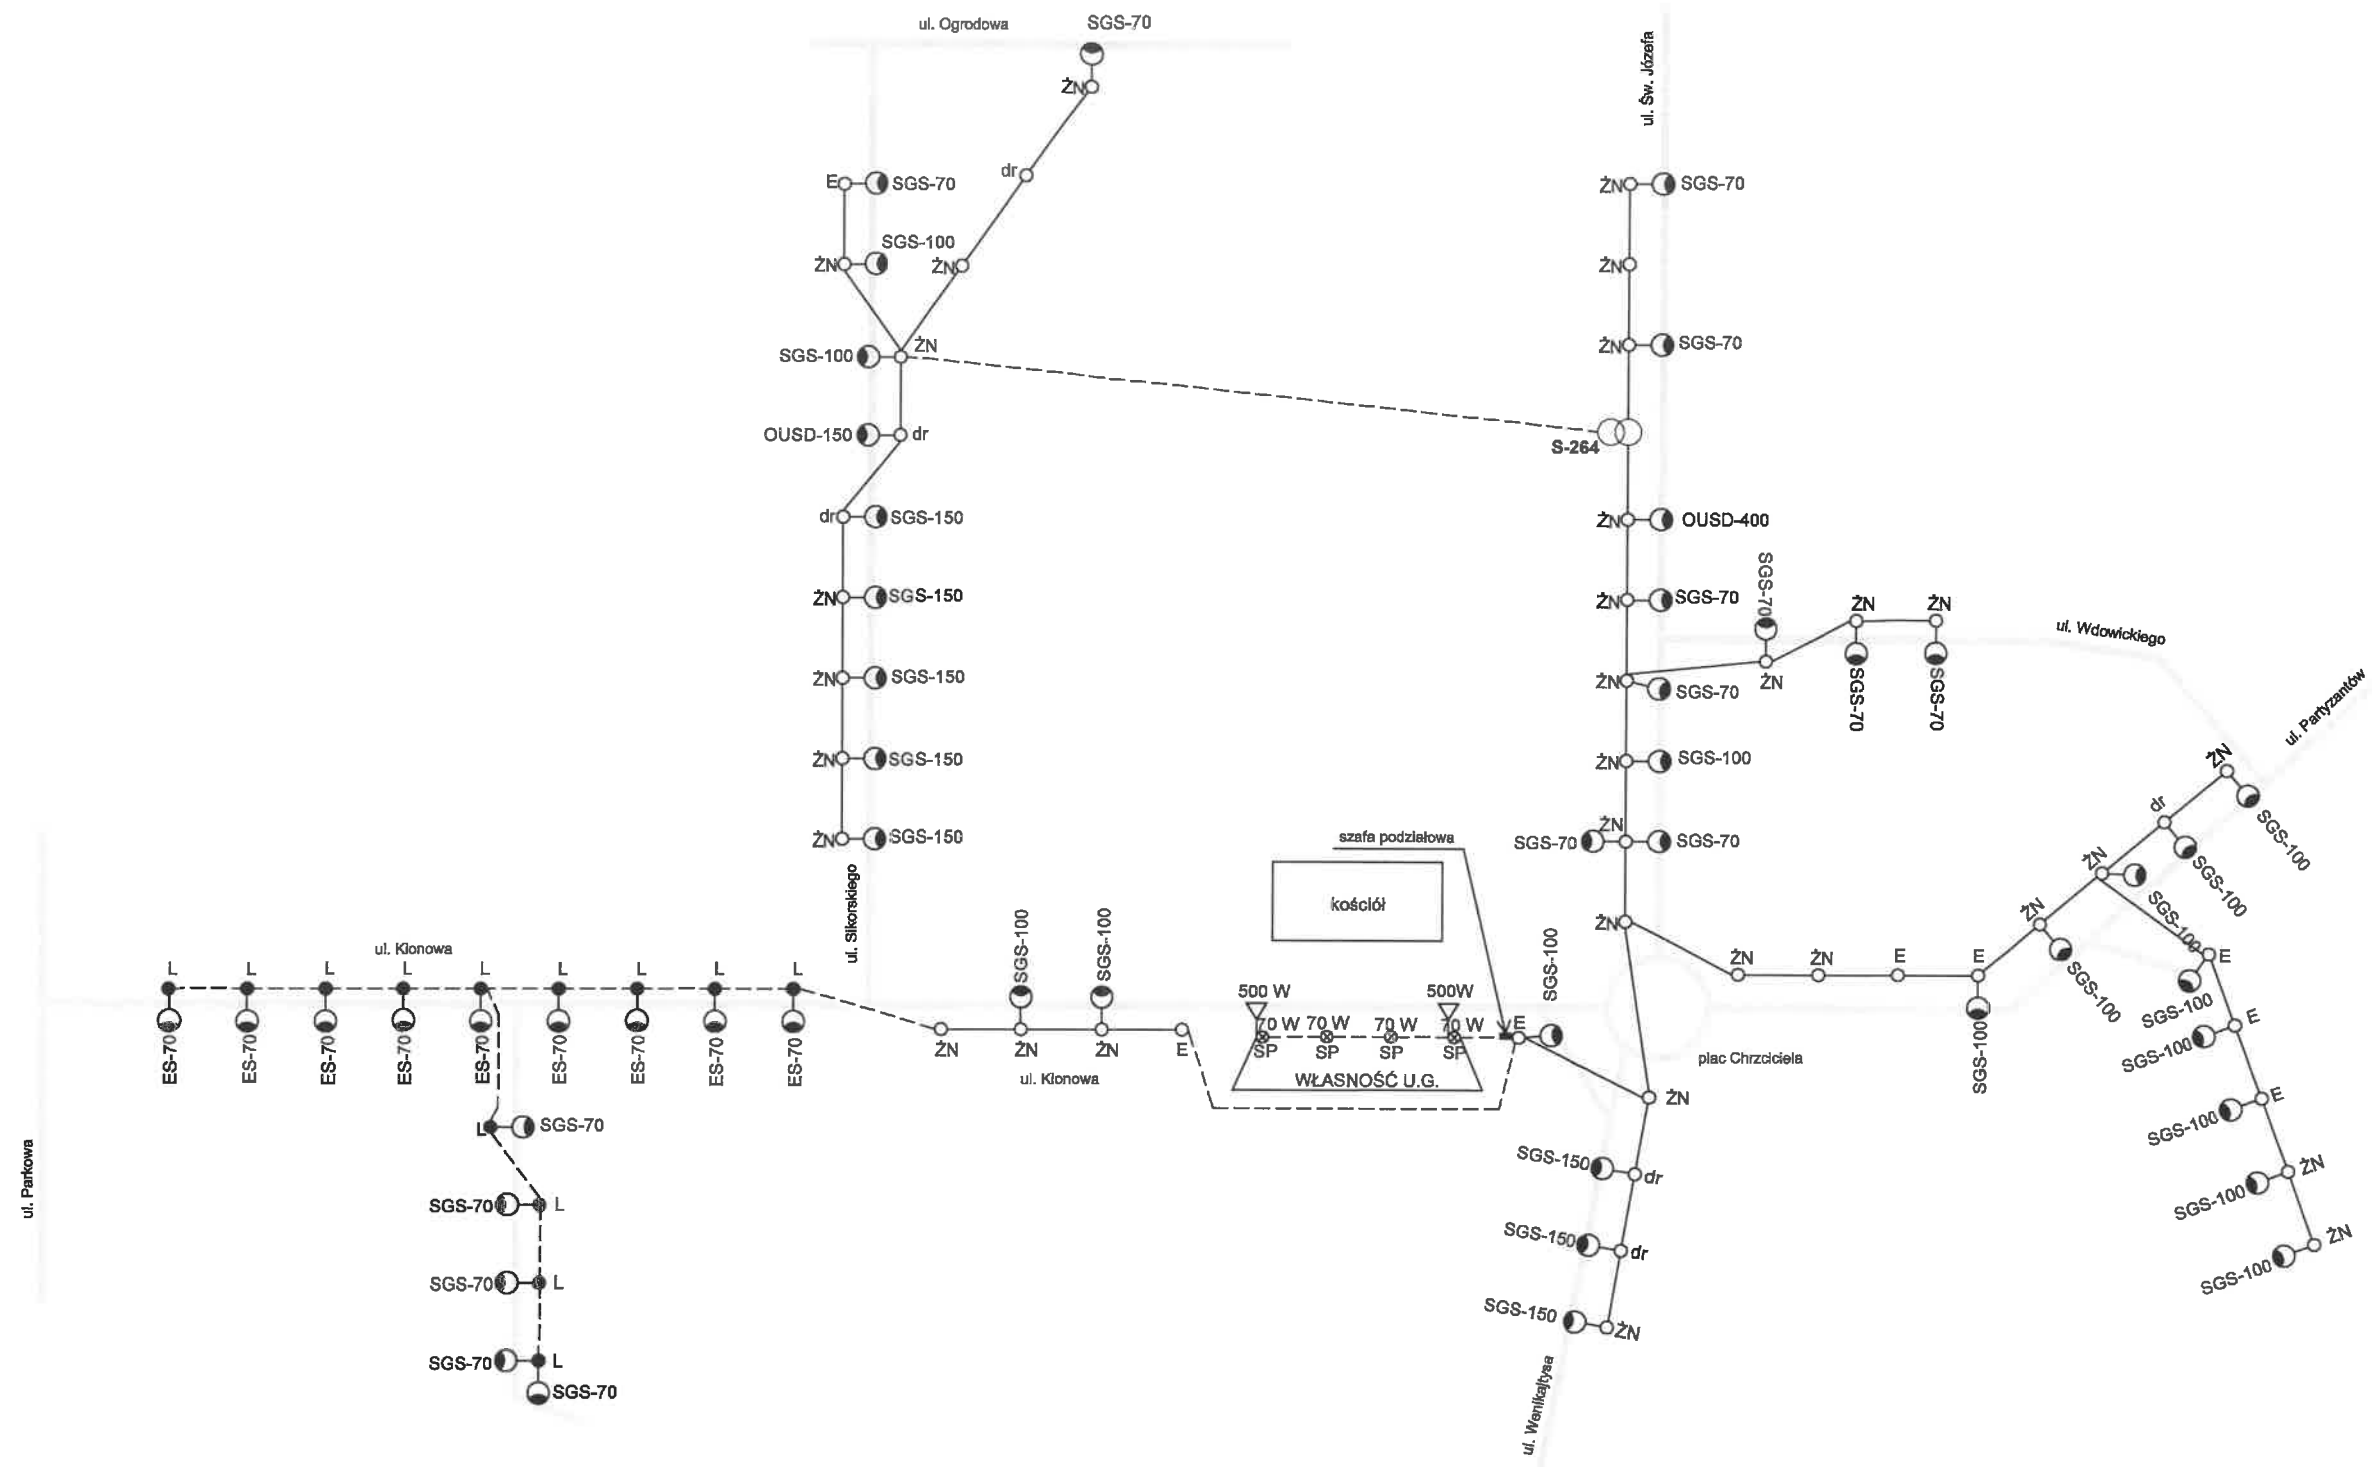 ul. Ogrodowa
SGS-70
ŻN
dr
ŻN
E
SGS-70
SGS-100
ŻN
SGS-100
ŻN
OUSD-150
dr
dr
SGS-150
ŻN
SGS-150
ŻN
SGS-150
ŻN
SGS-150
ŻN
SGS-150
ul. Sikorskiego
ul. Św. Józefa
ŻN
SGS-70
ŻN
ŻN
SGS-70
S-264
ŻN
OUSD-400
ŻN
SGS-70
ŻN
SGS-70
SGS-70
ŻN
ŻN
SGS-70
ŻN
SGS-70
ul. Wdowickiego
ul. Partyzantów
ŻN
SGS-100
SGS-70
ŻN
SGS-70
ŻN
ŻN
ŻN
E
E
SGS-100
ŻN
SGS-100
ŻN
SGS-100
dr
SGS-100
ŻN
SGS-100
E
SGS-100
E
SGS-100
E
SGS-100
ŻN
SGS-100
ŻN
SGS-100
plac Chrzciciela
szafa podziałowa
kościół
500 W
500W
70 W
70 W
70 W
70 W
SP
SP
SP
SP
WŁASNOŚĆ U.G.
E
SGS-100
ŻN
SGS-150
dr
SGS-150
dr
SGS-150
ŻN
ul. Wenikajtysa
SGS-100
SGS-100
ŻN
ŻN
ŻN
E
ul. Klonowa
ul. Klonowa
L
L
L
L
L
L
L
L
L
ES-70
ES-70
ES-70
ES-70
ES-70
ES-70
ES-70
ES-70
ES-70
L
SGS-70
SGS-70
L
SGS-70
L
SGS-70
L
SGS-70
ul. Parkowa